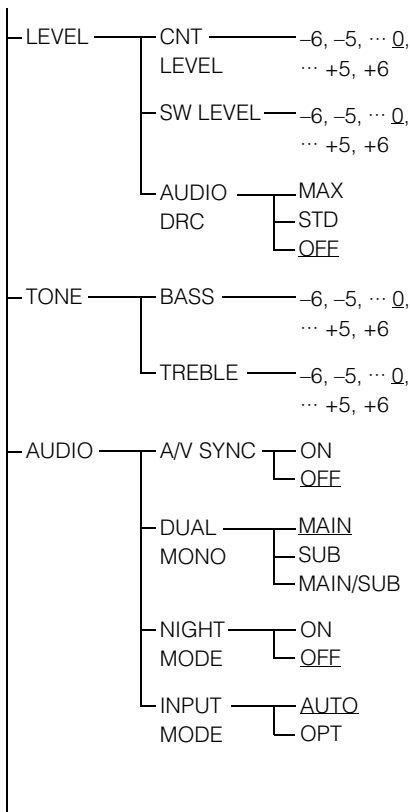 LEVEL CNT LEVEL –6, –5, ··· 0, ··· +5, +6
SW LEVEL –6, –5, ··· 0, ··· +5, +6
AUDIO DRC MAX
STD
OFF
TONE BASS –6, –5, ··· 0, ··· +5, +6
TREBLE –6, –5, ··· 0, ··· +5, +6
AUDIO A/V SYNC ON
OFF
DUAL MONO MAIN
SUB
MAIN/SUB
NIGHT MODE ON
OFF
INPUT MODE AUTO
OPT